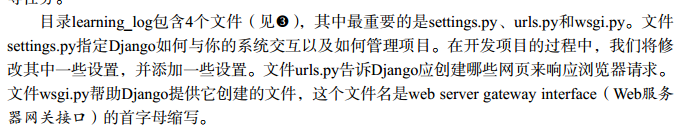 等任务。
目录learning_log包含4个文件（见❸），其中最重要的是settings.py、urls.py和wsgi.py。文件
settings.py指定Django如何与你的系统交互以及如何管理项目。在开发项目的过程中，我们将修
改其中一些设置，并添加一些设置。文件urls.py告诉Django应创建哪些网页来响应浏览器请求。
文件wsgi.py帮助Django提供它创建的文件，这个文件名是web server gateway interface（Web服务
器网关接口）的首字母缩写。